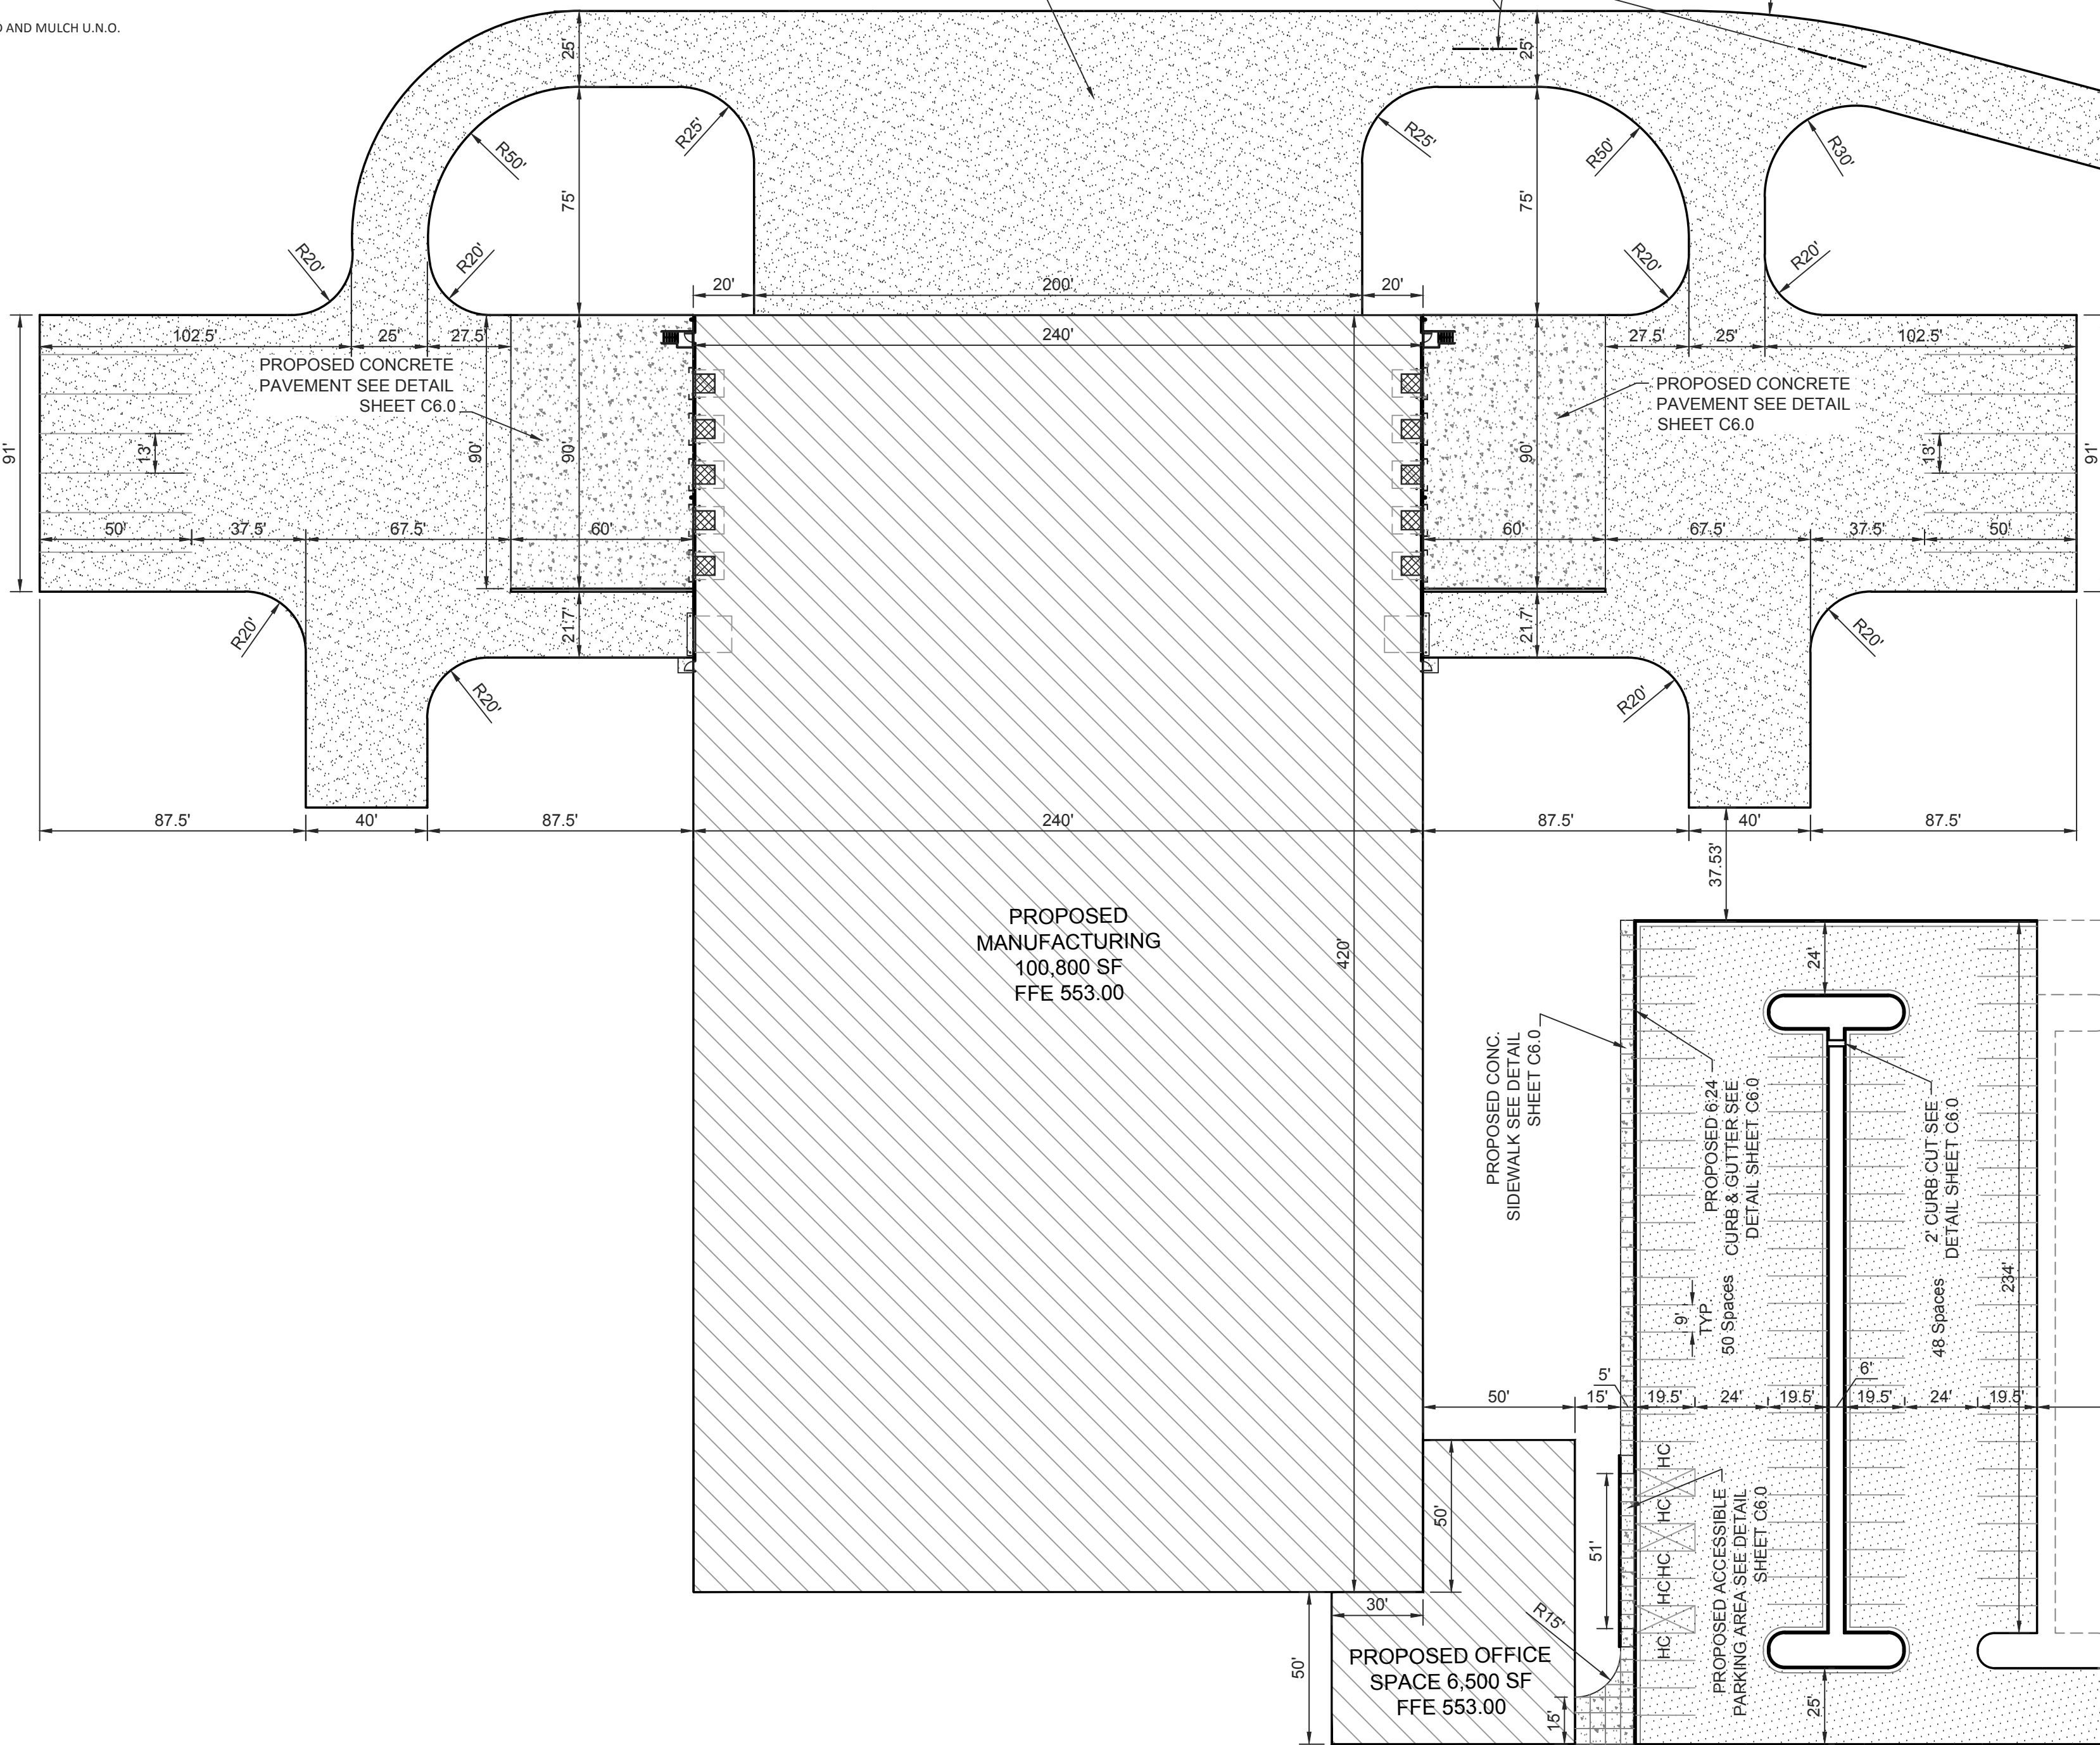 D AND MULCH U.N.O.
25'
25'
R50'
R25'
R25'
R50'
R30'
75'
75'
R20'
R20'
R20'
R20'
20'
200'
20'
102.5'
25'
27.5'
240'
27.5'
25'
102.5'
PROPOSED CONCRETE
PAVEMENT SEE DETAIL
SHEET C6.0
PROPOSED CONCRETE
PAVEMENT SEE DETAIL
SHEET C6.0
91'
13'
90'
90'
90'
13'
91'
50'
37.5'
67.5'
60'
60'
67.5'
37.5'
50'
R20'
21.7'
21.7'
R20'
R20'
R20'
87.5'
40'
87.5'
240'
87.5'
40'
87.5'
37.53'
PROPOSED
MANUFACTURING
100,800 SF
FFE 553.00
420'
24'
PROPOSED CONC.
SIDEWALK SEE DETAIL
SHEET C6.0
PROPOSED 6:24
CURB & GUTTER SEE
DETAIL SHEET C6.0
2' CURB CUT SEE
DETAIL SHEET C6.0
234'
9'
TYP
50 Spaces
48 Spaces
50'
15'
5'
19.5'
24'
19.5'
6'
19.5'
24'
19.5'
50'
51'
HC
HC
HC
HC
HC
HC
PROPOSED ACCESSIBLE
PARKING AREA SEE DETAIL
SHEET C6.0
30'
R15'
50'
PROPOSED OFFICE
SPACE 6,500 SF
FFE 553.00
15'
25'